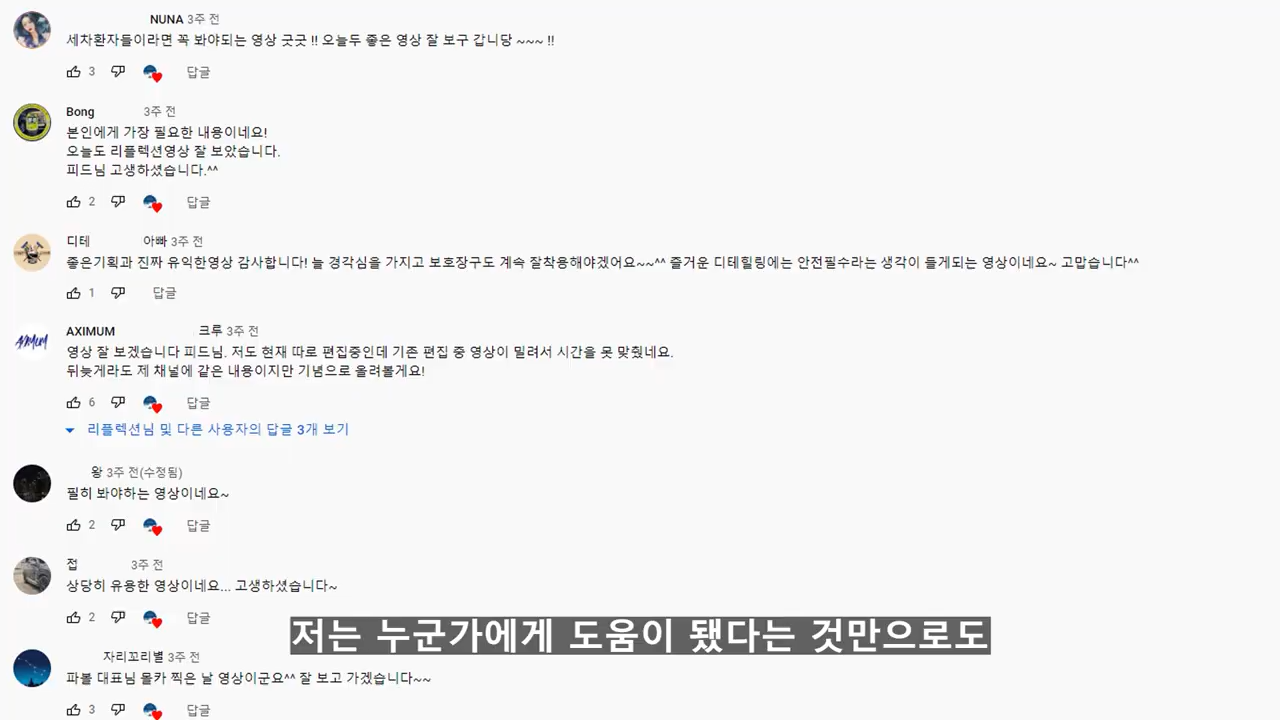 NUNA 3주 전
세차환자들이라면 꼭 봐야되는 영상 굿굿 !! 오늘두 좋은 영상 잘 보구 갑니당 ~~~ !!
3 답글
Bong 3주 전
본인에게 가장 필요한 내용이네요!
오늘도 리플렉션영상 잘 보았습니다.
피드님 고생하셨습니다.^^
2 답글
디테 아빠 3주 전
좋은기획과 진짜 유익한영상 감사합니다! 늘 경각심을 가지고 보호장구도 계속 잘착용해야겠어요~~^^ 즐거운 디테힐링에는 안전필수라는 생각이 들게되는 영상이네요~ 고맙습니다^^
1 답글
AXIMUM
AXIMUM 크루 3주 전
영상 잘 보겠습니다 피드님. 저도 현재 따로 편집중인데 기존 편집 중 영상이 밀려서 시간을 못 맞췄네요.
뒤늦게라도 제 채널에 같은 내용이지만 기념으로 올려볼게요!
6 답글
리플렉션님 및 다른 사용자의 답글 3개 보기
왕 3주 전(수정됨)
필히 봐야하는 영상이네요~
2 답글
접 3주 전
상당히 유용한 영상이네요... 고생하셨습니다~
2 답글
저는 누군가에게 도움이 됐다는 것만으로도
자리꼬리별 3주 전
파볼 대표님 몰카 찍은 날 영상이군요^^ 잘 보고 가겠습니다~~
3 답글